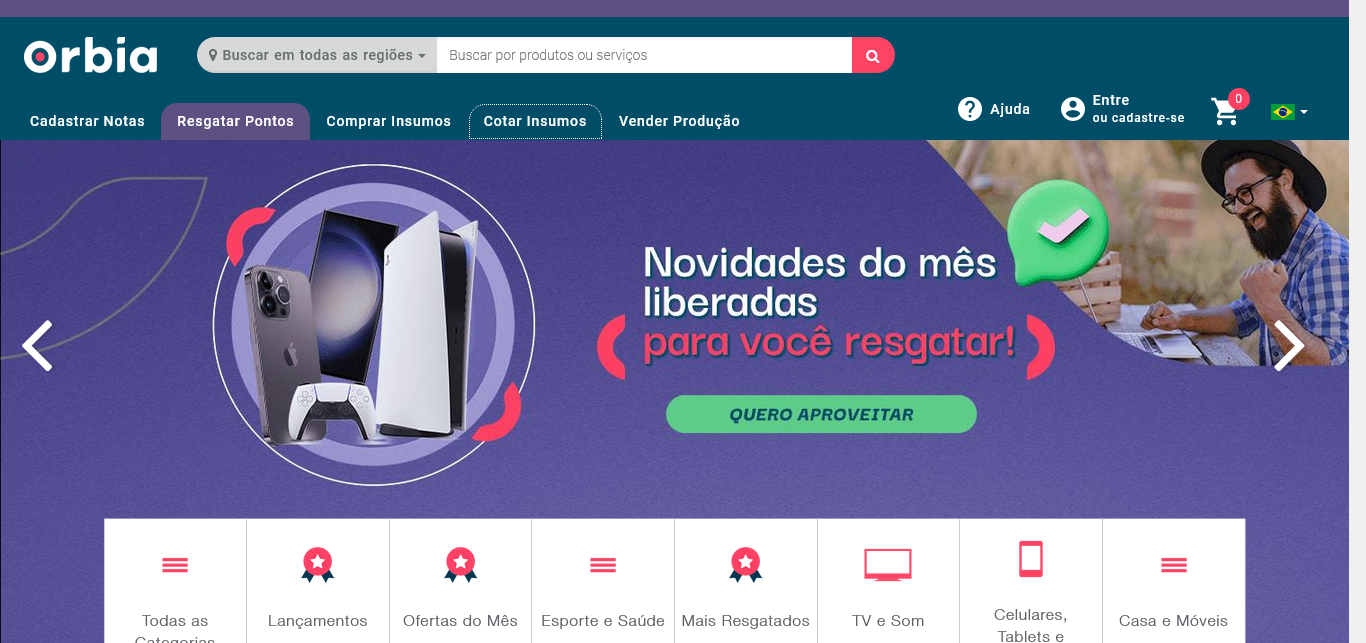 Orbia
Buscar em todas as regiões
Buscar por produtos ou serviços
Cadastrar Notas
Resgatar Pontos
Comprar Insumos
Cotar Insumos
Vender Produção
Ajuda
Entre
ou cadastre-se
0
Novidades do mês
liberadas
para você resgatar!
QUERO APROVEITAR
Todas as
Categorias
Lançamentos
Ofertas do Mês
Esporte e Saúde
Mais Resgatados
TV e Som
Celulares,
Tablets e
Casa e Móveis